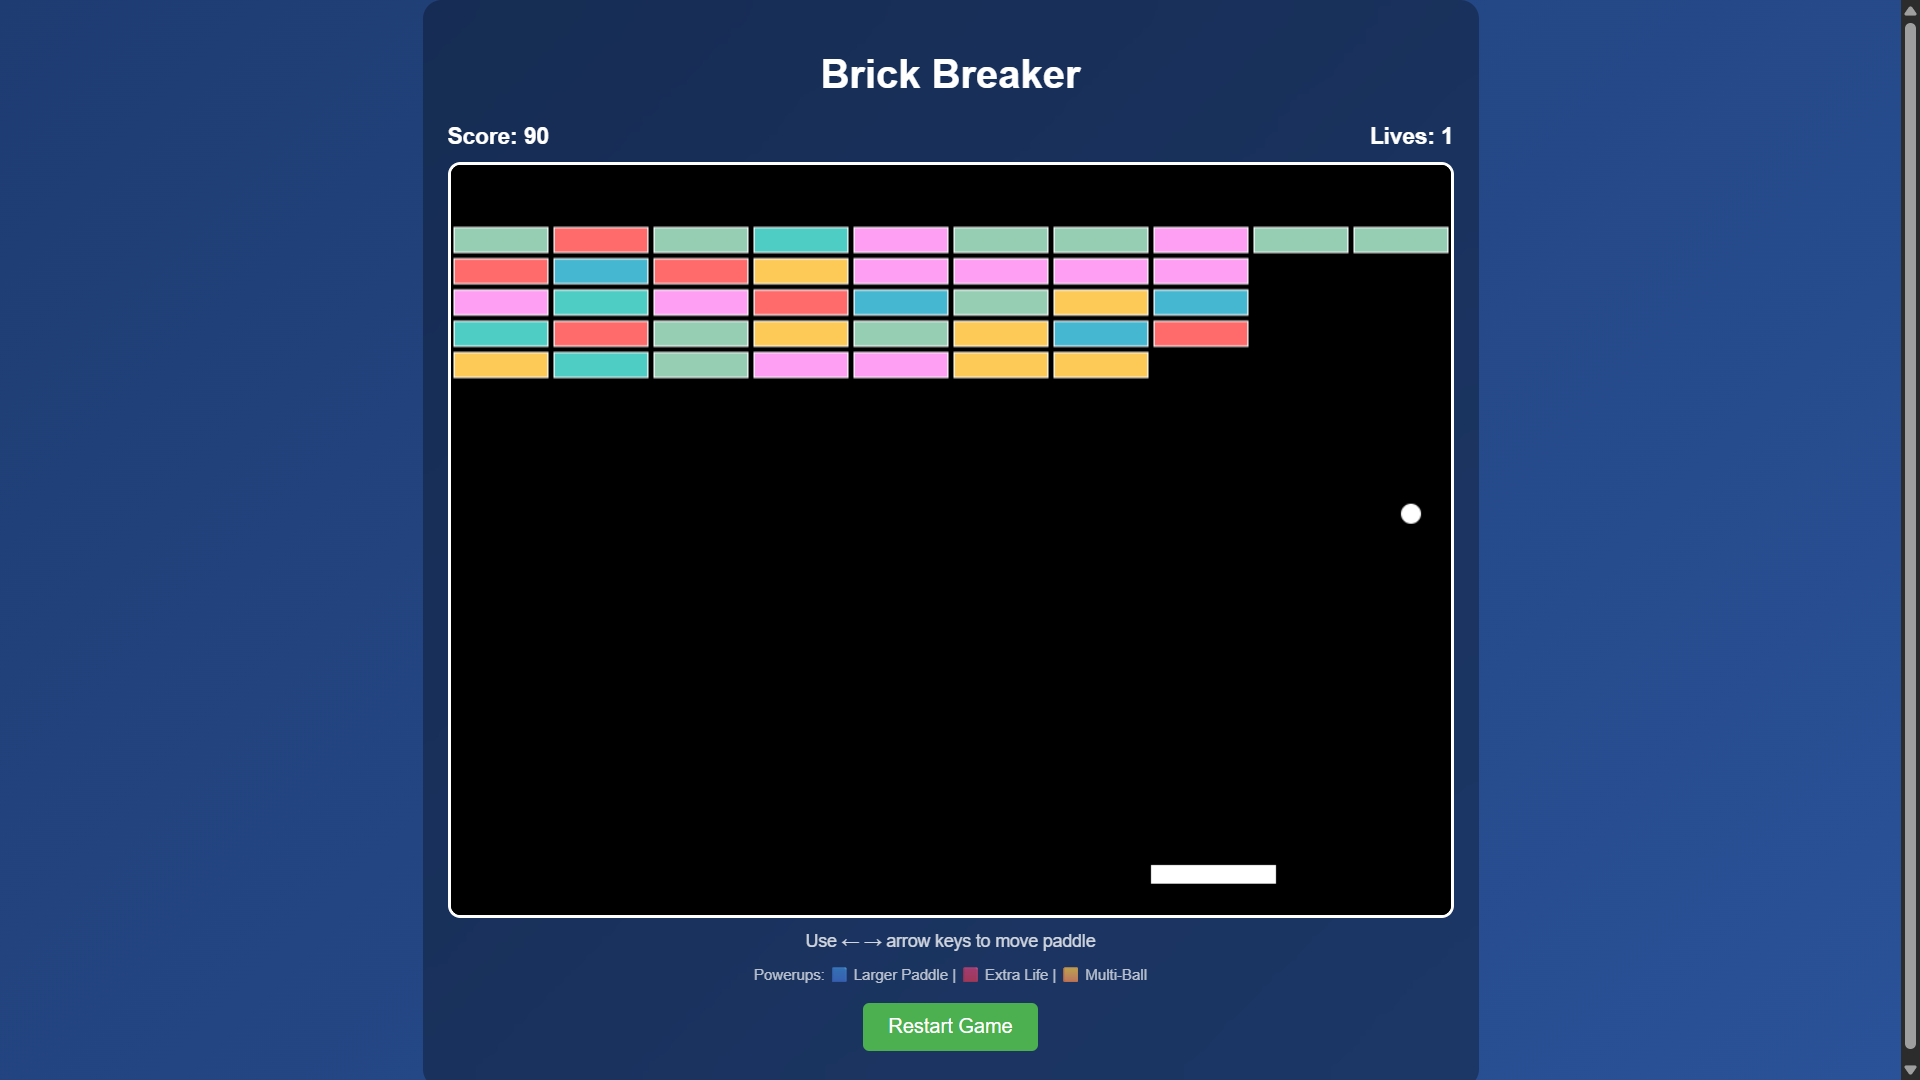 Brick Breaker
Score: 90
Lives: 1
Use ←→ arrow keys to move paddle
Powerups: Larger Paddle | Extra Life | Multi-Ball
Restart Game